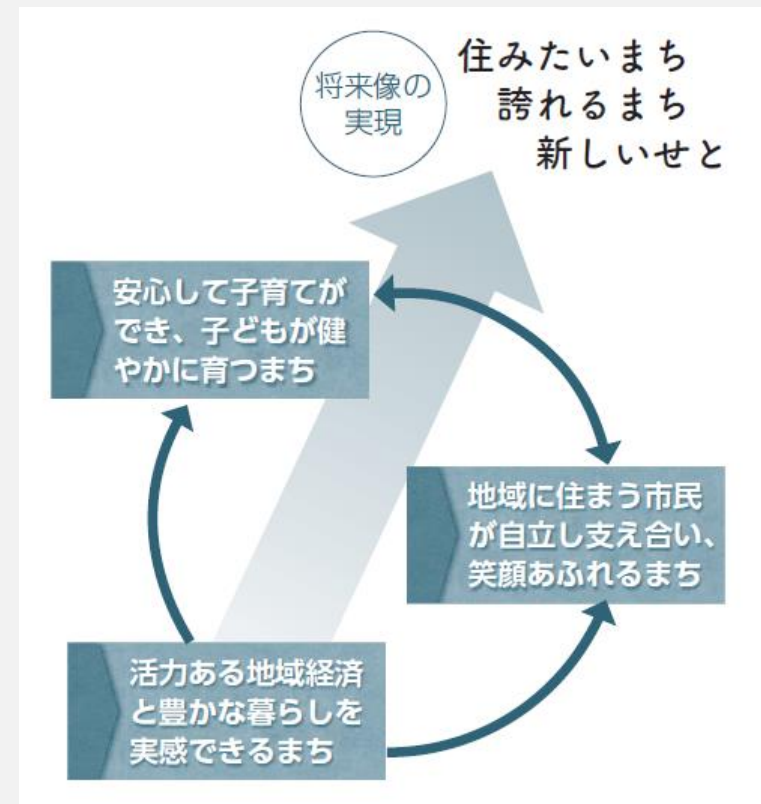 将来像の
実現
住みたいまち
誇れるまち
新しいせと
安心して子育てが
でき、子どもが健
やかに育つまち
地域に住まう市民
が自立し支え合い、
笑顔あふれるまち
活力ある地域経済
と豊かな暮らしを
実感できるまち